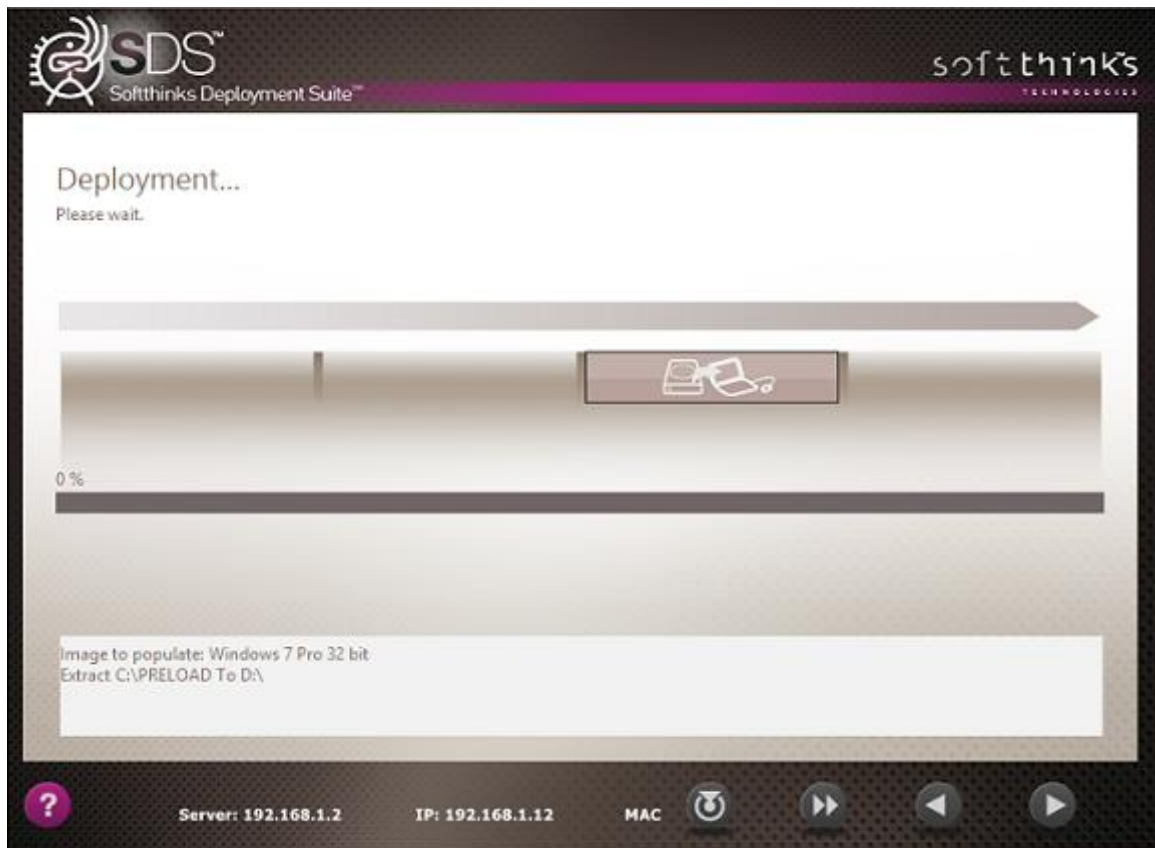 SDS™
Softthinks Deployment Suite™
softthinks
TECHNOLOGIES
Deployment...
Please wait.
0 %
Image to populate: Windows 7 Pro 32 bit
Extract C:\PRELOAD To D:\
?
Server: 192.168.1.2 IP: 192.168.1.12 MAC